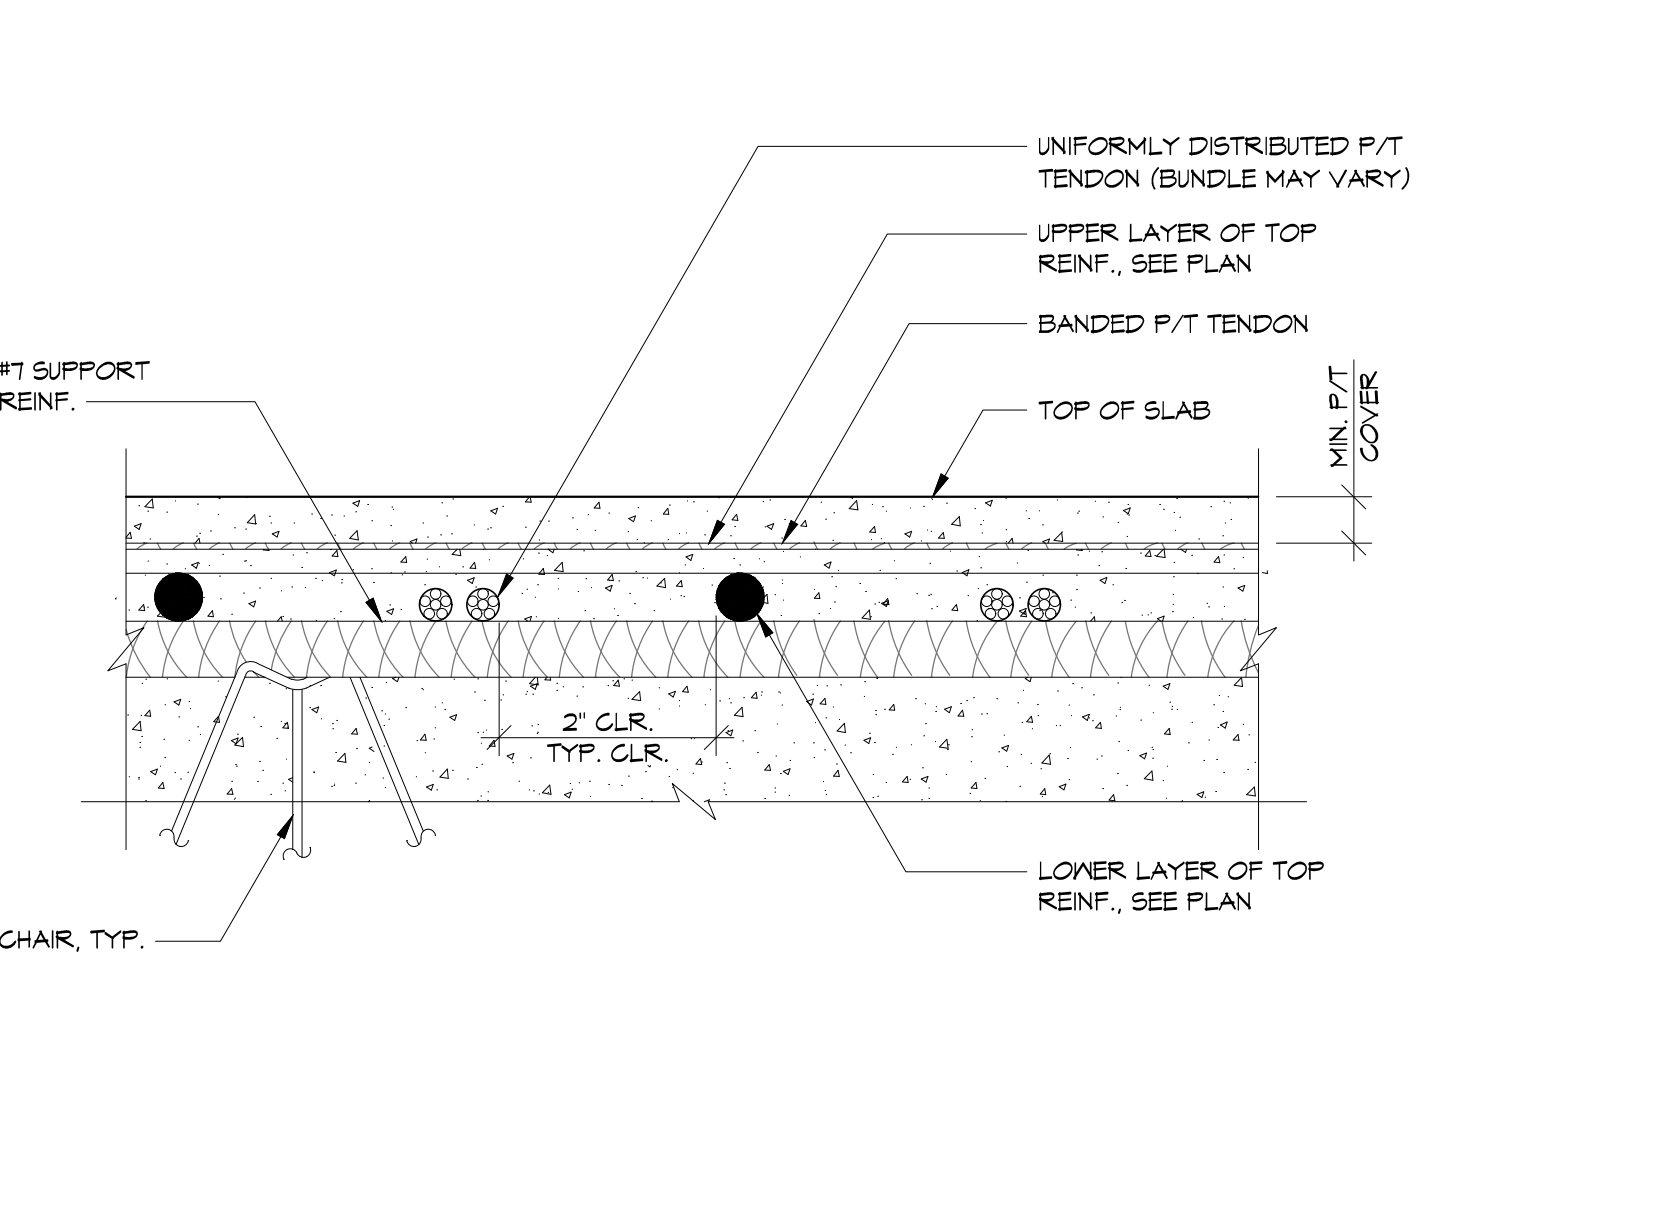 UNIFORMLY DISTRIBUTED P/T
TENDON (BUNDLE MAY VARY)
UPPER LAYER OF TOP
REINF., SEE PLAN
BANDED P/T TENDON
#7 SUPPORT
REINF.
TOP OF SLAB
MIN. P/T
COVER
2" CLR.
TYP. CLR.
LOWER LAYER OF TOP
REINF., SEE PLAN
CHAIR, TYP.